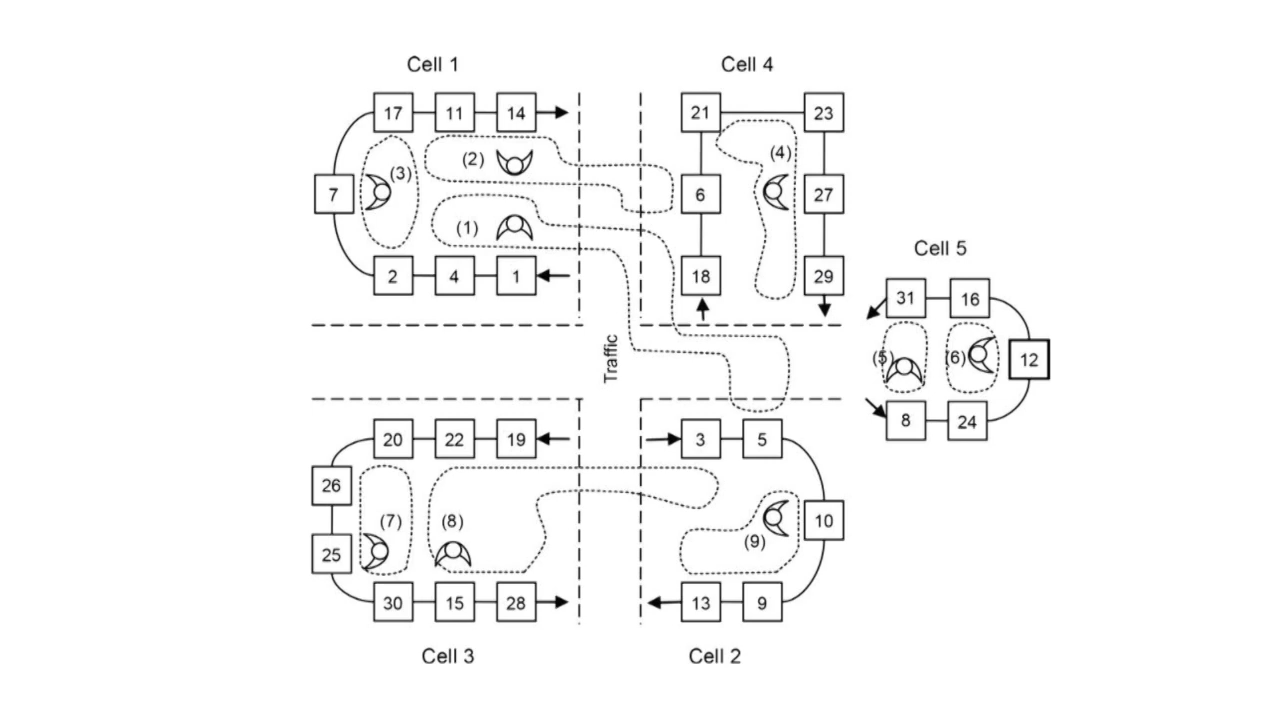 Cell 1
Cell 4
17 11 14
21 23
(2)
(4)
(3)
7
6 27
(1)
Cell 5
2 4 1
18 29
31 16
Traffic
(5) (6)
12
8 24
20 22 19
3 5
26
(7) (8)
10
(9)
25
30 15 28
13 9
Cell 3
Cell 2